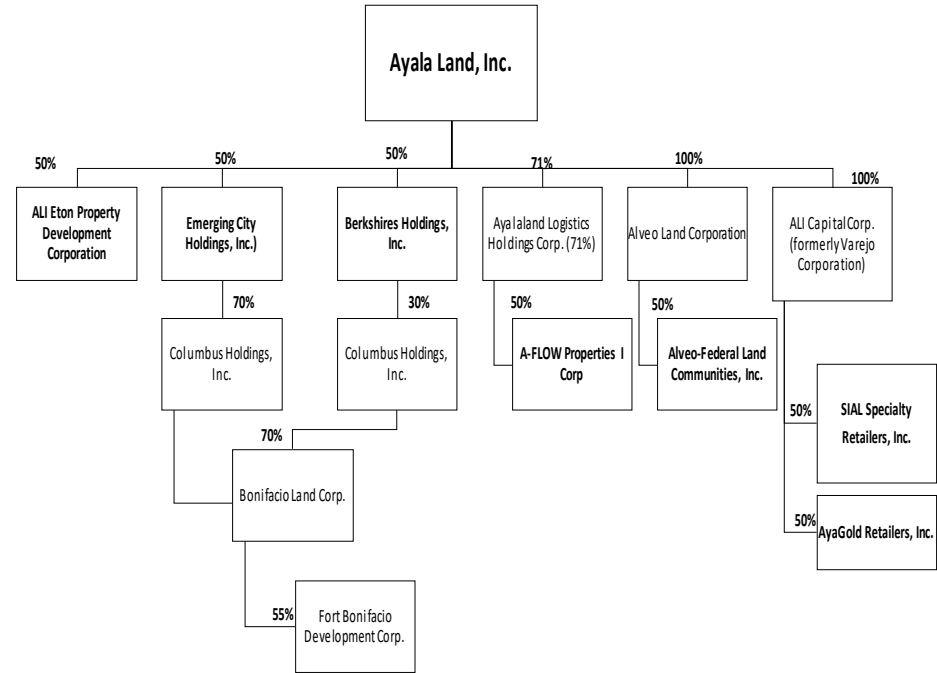 Ayala Land, Inc.
50%
50%
50%
71%
100%
100%
ALI Eton Property
Development
Corporation
Emerging City
Holdings, Inc.)
Berkshires Holdings,
Inc.
Ayalaland Logistics
Holdings Corp. (71%)
Alveo Land Corporation
ALI Capital Corp.
(formerly Varejo
Corporation)
70%
30%
50%
50%
Columbus Holdings,
Inc.
Columbus Holdings,
Inc.
A-FLOW Properties I
Corp
Alveo-Federal Land
Communities, Inc.
50%
SIAL Specialty
Retailers, Inc.
70%
Bonifacio Land Corp.
50%
AyaGold Retailers, Inc.
55%
Fort Bonifacio
Development Corp.